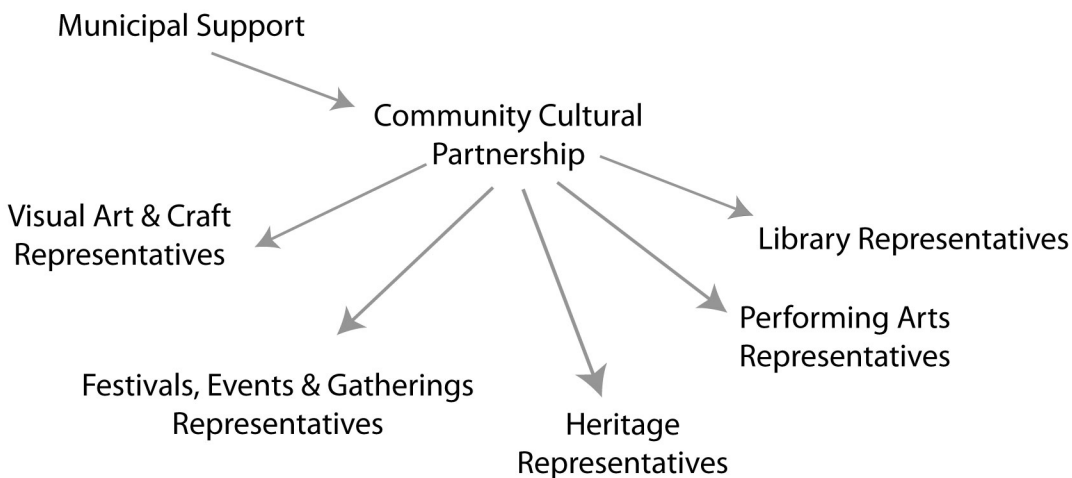 Municipal Support
Community Cultural
Partnership
Visual Art & Craft
Representatives
Library Representatives
Performing Arts
Representatives
Festivals, Events & Gatherings
Representatives
Heritage
Representatives